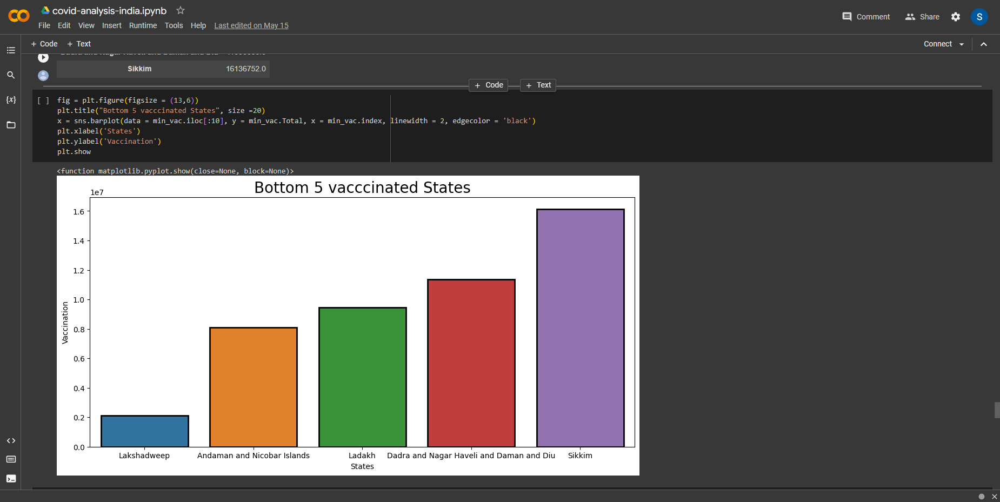 covid-analysis-india.ipynb
File Edit View Insert Runtime Tools Help Last edited on May 15
Comment Share S
+ Code + Text
Connect
Sikkim 16136752.0
+ Code + Text
[ ] fig = plt.figure(figsize = (13,6))
plt.title("Bottom 5 vacccinated States", size =20)
x = sns.barplot(data = min_vac.iloc[:10], y = min_vac.Total, x = min_vac.index, linewidth = 2, edgecolor = 'black')
plt.xlabel('States')
plt.ylabel('Vaccination')
plt.show
<function matplotlib.pyplot.show(close=None, block=None)>
Bottom 5 vacccinated States
1e7
1.6
1.4
1.2
1.0
0.8
0.6
0.4
0.2
0.0
Vaccination
Lakshadweep Andaman and Nicobar Islands Ladakh Dadra and Nagar Haveli and Daman and Diu Sikkim
States
{x}